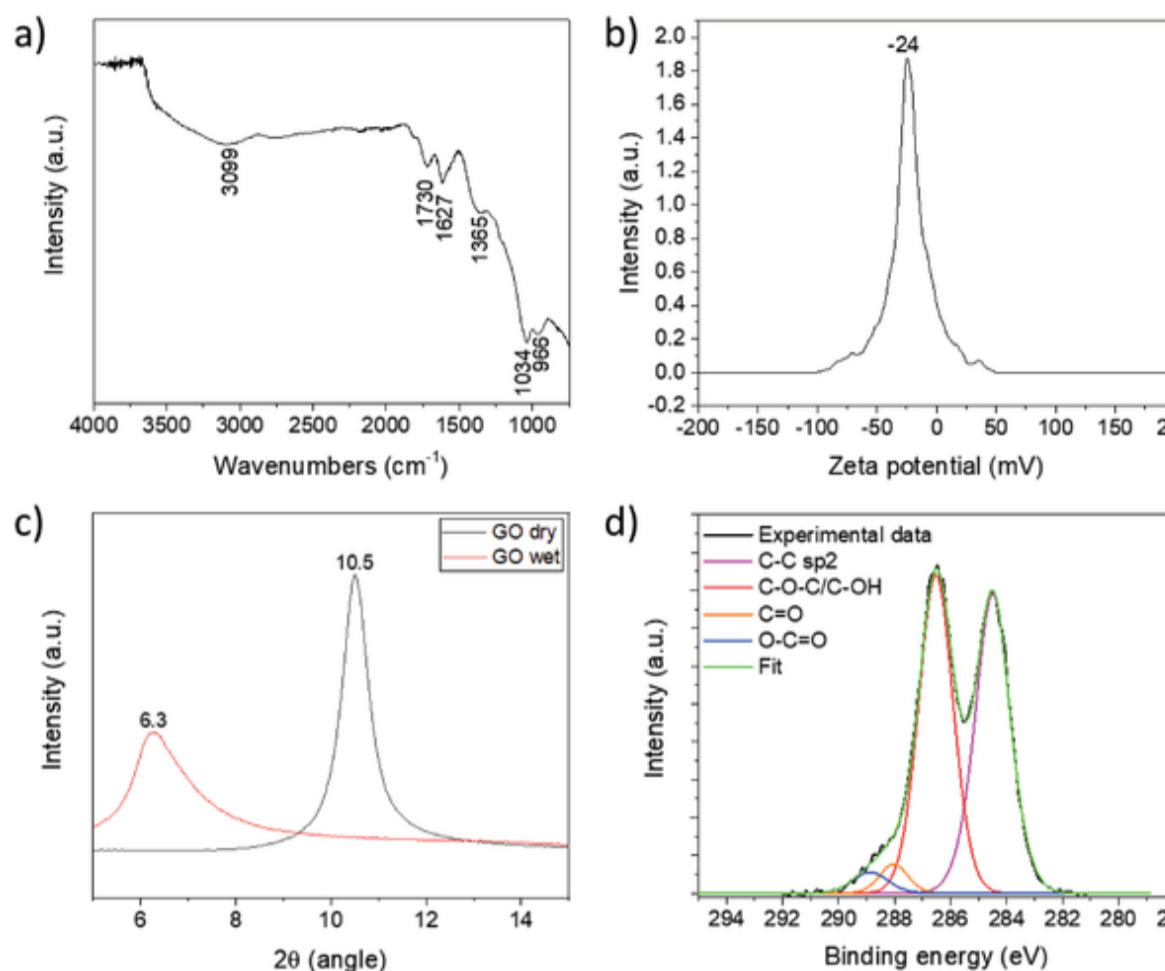 a)
Intensity (a.u.)
3099
1730
1627
1365
1034
966
4000 3500 3000 2500 2000 1500 1000
Wavenumbers (cm⁻¹)
b)
Intensity (a.u.)
-24
2.0
1.8
1.6
1.4
1.2
1.0
0.8
0.6
0.4
0.2
0.0
-0.2
-200 -150 -100 -50 0 50 100 150
Zeta potential (mV)
c)
Intensity (a.u.)
GO dry
GO wet
10.5
6.3
6 8 10 12 14
2θ (angle)
d)
Intensity (a.u.)
Experimental data
C-C sp2
C-O-C/C-OH
C=O
O-C=O
Fit
294 292 290 288 286 284 282 280
Binding energy (eV)